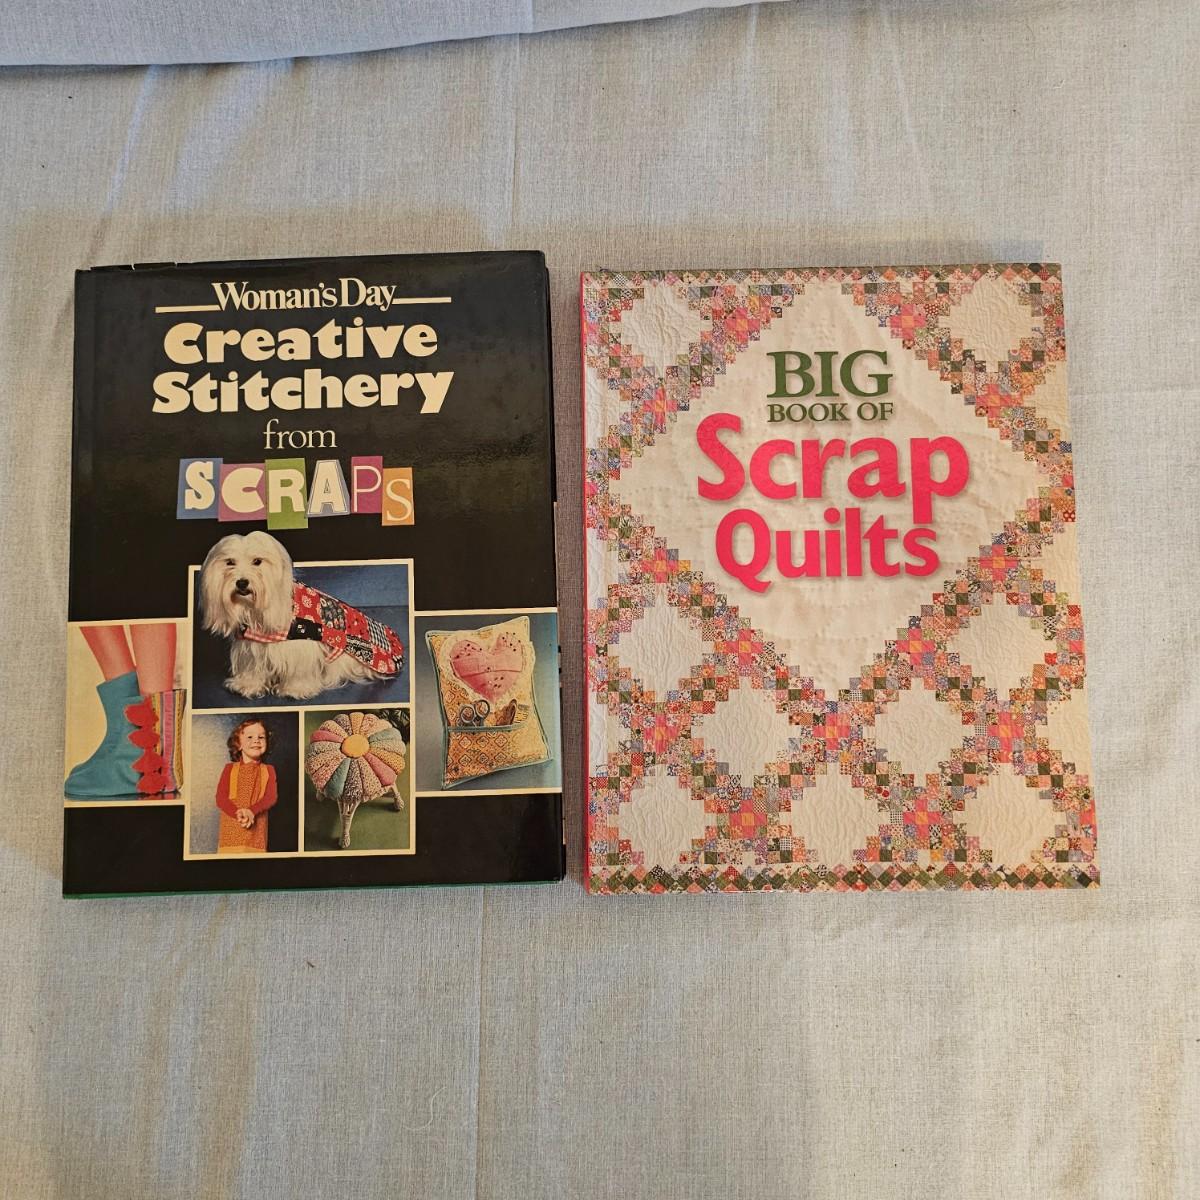 Woman's Day
Creative
Stitchery
from
SCRAPS
BIG
BOOK OF
Scrap
Quilts